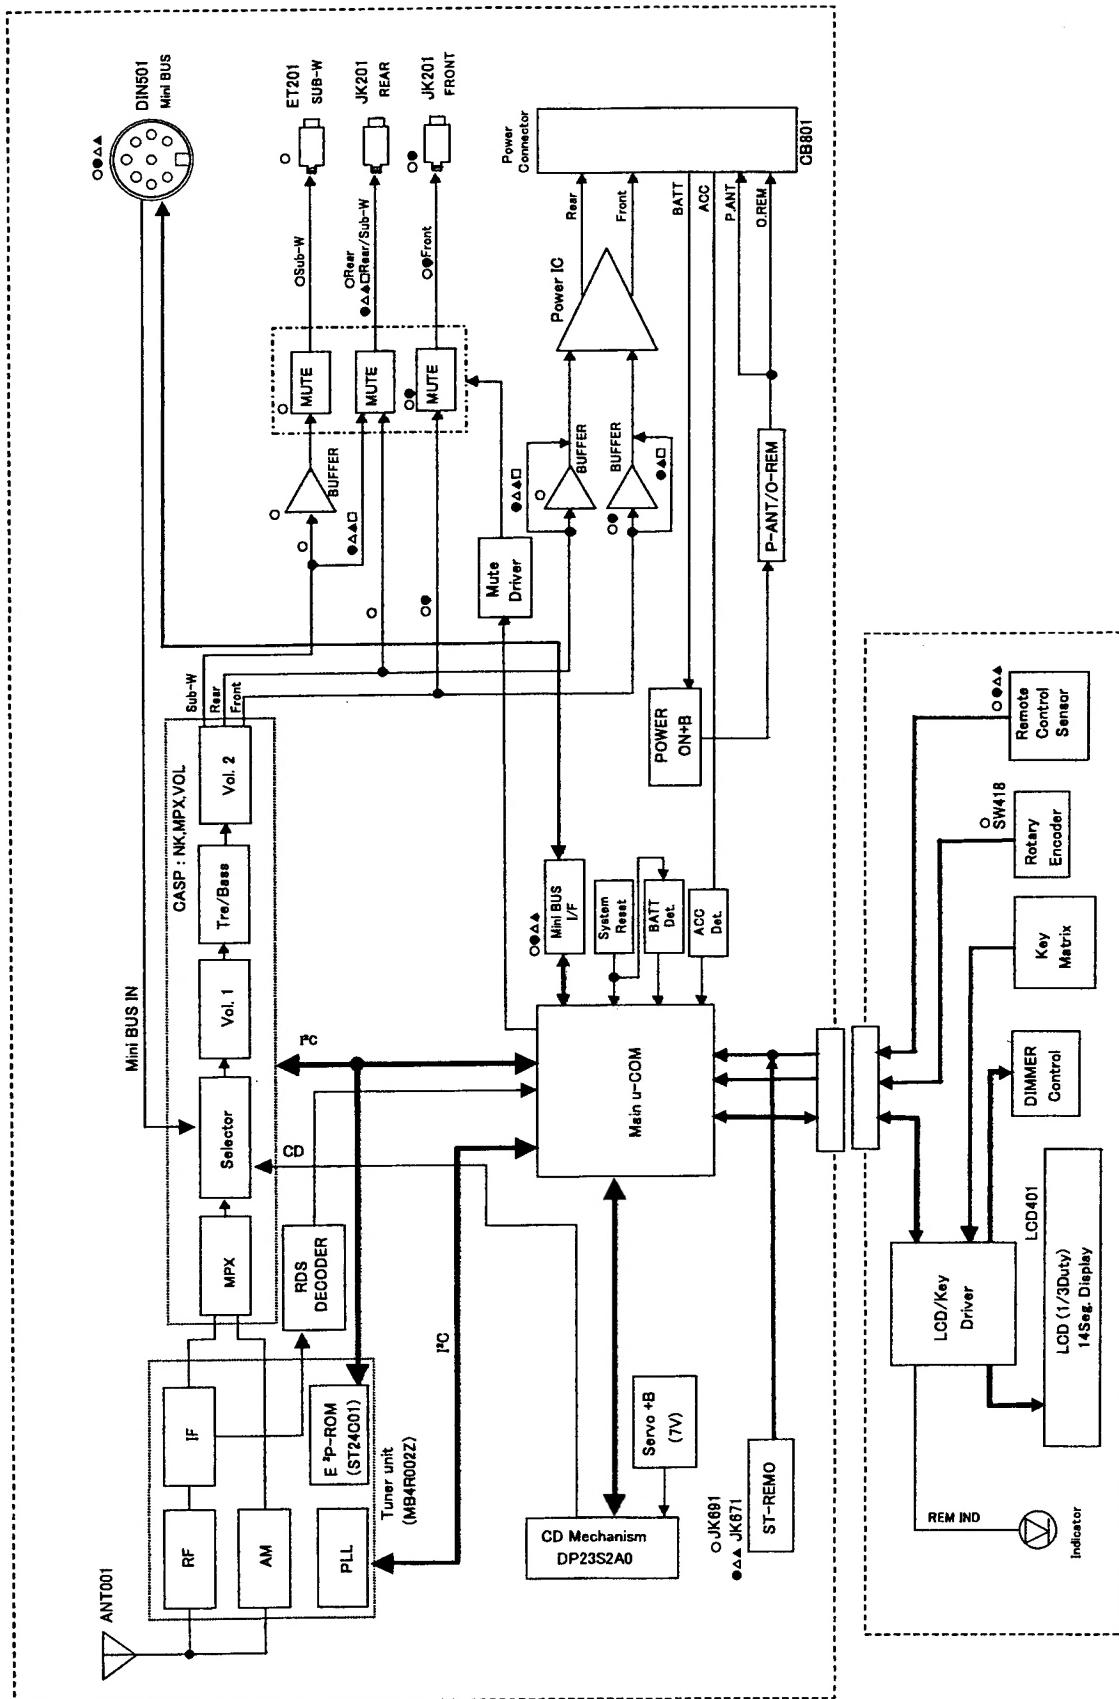 ANT001
RF
IF
AM
PLL
E²P-ROM
(ST24C01)
Tuner unit
(MB4R002Z)
MPX
Selector
Vol. 1
Tre/Bass
Vol. 2
CASP : NK,MPX,VOL
Mini BUS IN
CD
I²C
I²C
RDS
DECODER
Sub-W
Rear
Front
DIN501
Mini BUS
○●△▲
ET201
SUB-W
○
JK201
REAR
JK201
FRONT
○●
○Sub-W
○Rear
●△▲□Rear/Sub-W
○●Front
○
MUTE
MUTE
○●
MUTE
○
BUFFER
○
●△▲□
○
○●
Mute
Driver
●△▲□
○
BUFFER
○●
BUFFER
●▲□
Power IC
Rear
Front
Power
Connector
CB801
BATT
ACC
P.ANT
O.REM
P-ANT/O-REM
POWER
ON+B
○●△▲
Mini BUS
I/F
System
Reset
BATT
Det.
ACC
Det.
Main u-COM
CD Mechanism
DP23S2A0
Servo +B
(7V)
○ JK691
●△▲ JK671
ST-REMO
○●△▲
Remote
Control
Sensor
○
SW418
Rotary
Encoder
Key
Matrix
DIMMER
Control
LCD/Key
Driver
LCD401
LCD (1/3Duty)
14Seg. Display
REM IND
Indicator